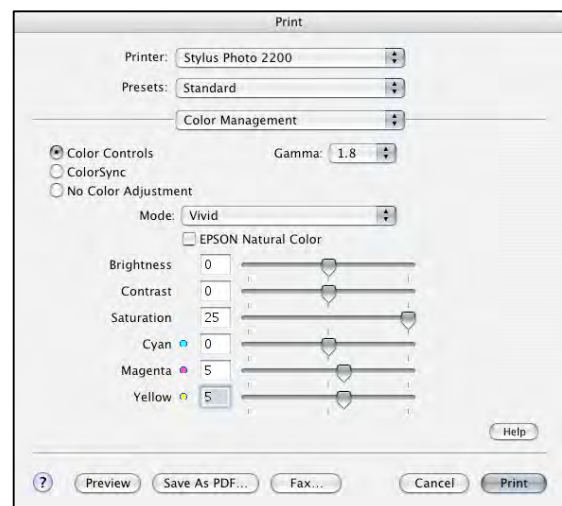 Print
Printer: Stylus Photo 2200
Presets: Standard
Color Management
Color Controls Gamma: 1.8
ColorSync
No Color Adjustment
Mode: Vivid
EPSON Natural Color
Brightness 0
Contrast 0
Saturation 25
Cyan 0
Magenta 5
Yellow 5
Help
? Preview Save As PDF... Fax... Cancel Print